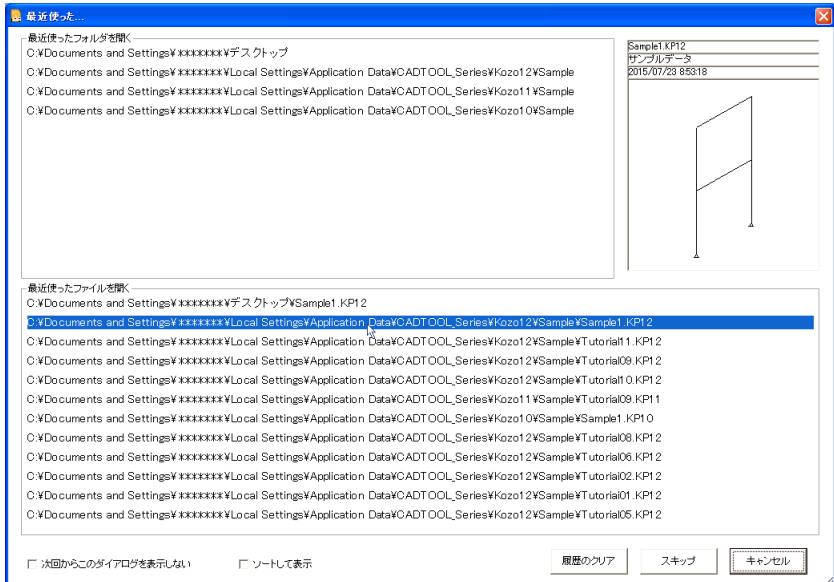 最近使った...
最近使ったフォルダを開く
C:¥Documents and Settings¥*******¥デスクトップ
C:¥Documents and Settings¥*******¥Local Settings¥Application Data¥CADTOOL_Series¥Kozo12¥Sample
C:¥Documents and Settings¥*******¥Local Settings¥Application Data¥CADTOOL_Series¥Kozo11¥Sample
C:¥Documents and Settings¥*******¥Local Settings¥Application Data¥CADTOOL_Series¥Kozo10¥Sample
Sample1.KP12
サンプルデータ
2015/07/23 8:53:18
最近使ったファイルを開く
C:¥Documents and Settings¥*******¥デスクトップ¥Sample1.KP12
C:¥Documents and Settings¥*******¥Local Settings¥Application Data¥CADTOOL_Series¥Kozo12¥Sample¥Sample1.KP12
C:¥Documents and Settings¥*******¥Local Settings¥Application Data¥CADTOOL_Series¥Kozo12¥Sample¥Tutorial11.KP12
C:¥Documents and Settings¥*******¥Local Settings¥Application Data¥CADTOOL_Series¥Kozo12¥Sample¥Tutorial09.KP12
C:¥Documents and Settings¥*******¥Local Settings¥Application Data¥CADTOOL_Series¥Kozo12¥Sample¥Tutorial10.KP12
C:¥Documents and Settings¥*******¥Local Settings¥Application Data¥CADTOOL_Series¥Kozo11¥Sample¥Tutorial09.KP11
C:¥Documents and Settings¥*******¥Local Settings¥Application Data¥CADTOOL_Series¥Kozo10¥Sample¥Sample1.KP10
C:¥Documents and Settings¥*******¥Local Settings¥Application Data¥CADTOOL_Series¥Kozo12¥Sample¥Tutorial08.KP12
C:¥Documents and Settings¥*******¥Local Settings¥Application Data¥CADTOOL_Series¥Kozo12¥Sample¥Tutorial06.KP12
C:¥Documents and Settings¥*******¥Local Settings¥Application Data¥CADTOOL_Series¥Kozo12¥Sample¥Tutorial02.KP12
C:¥Documents and Settings¥*******¥Local Settings¥Application Data¥CADTOOL_Series¥Kozo12¥Sample¥Tutorial01.KP12
C:¥Documents and Settings¥*******¥Local Settings¥Application Data¥CADTOOL_Series¥Kozo12¥Sample¥Tutorial05.KP12
次回からこのダイアログを表示しない
ソートして表示
履歴のクリア
スキップ
キャンセル